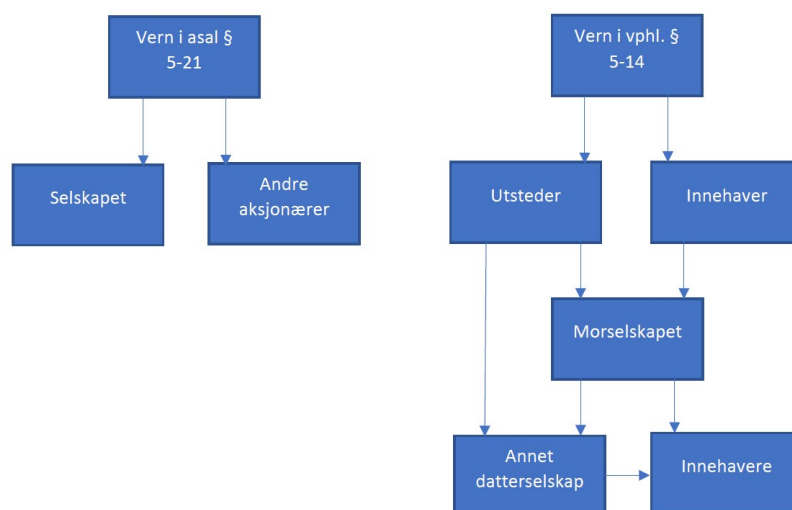 Vern i asal §
5-21
Vern i vphl. §
5-14
Selskapet
Andre
aksjonærer
Utsteder
Innehaver
Morselskapet
Annet
datterselskap
Innehavere